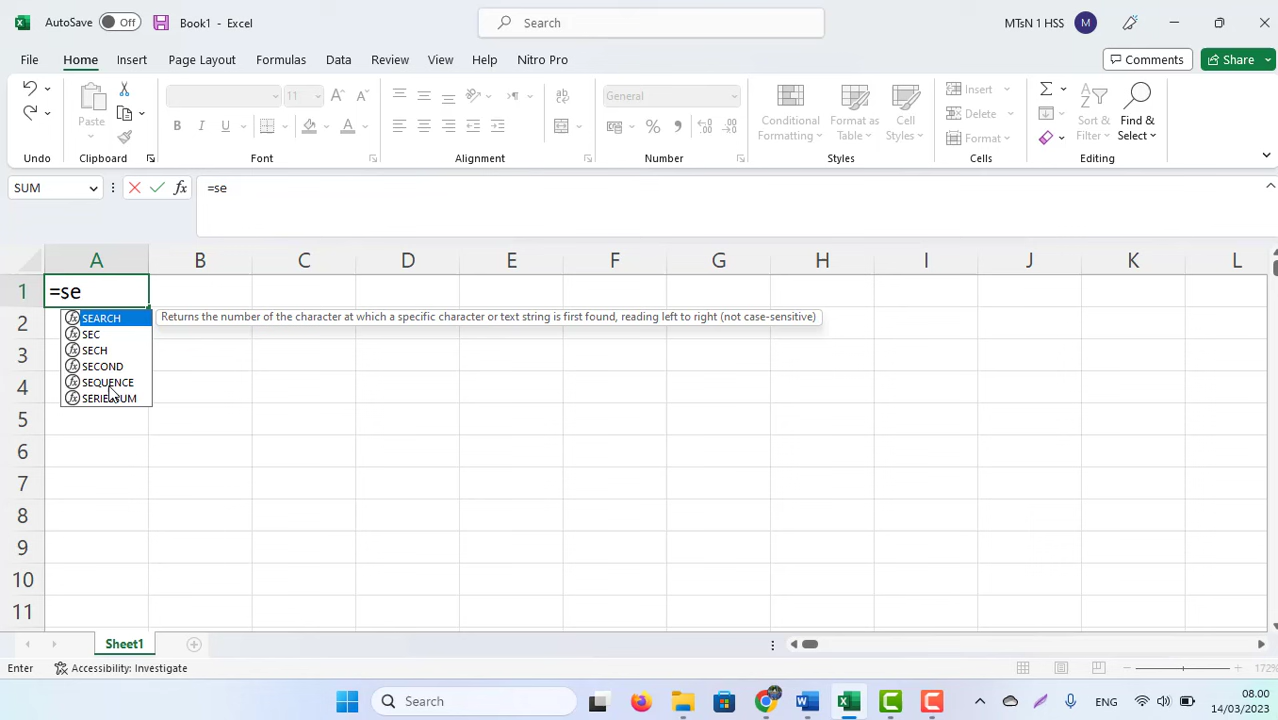 AutoSave Off Book1 - Excel Search MTsN 1 HSS M
File Home Insert Page Layout Formulas Data Review View Help Nitro Pro Comments Share
Paste 11 General Conditional Formatting Format as Table Cell Styles Insert Delete Format Sort & Filter Find & Select
B I U
Undo Clipboard Font Alignment Number Styles Cells Editing
SUM fx =se
A B C D E F G H I J K L
1 =se
SEARCH Returns the number of the character at which a specific character or text string is first found, reading left to right (not case-sensitive)
2 SEC
3 SECH
SECOND
4 SEQUENCE
5
6
7
8
9
10
11
Sheet1
Enter Accessibility: Investigate 172%
Search ENG 08.00
14/03/2023